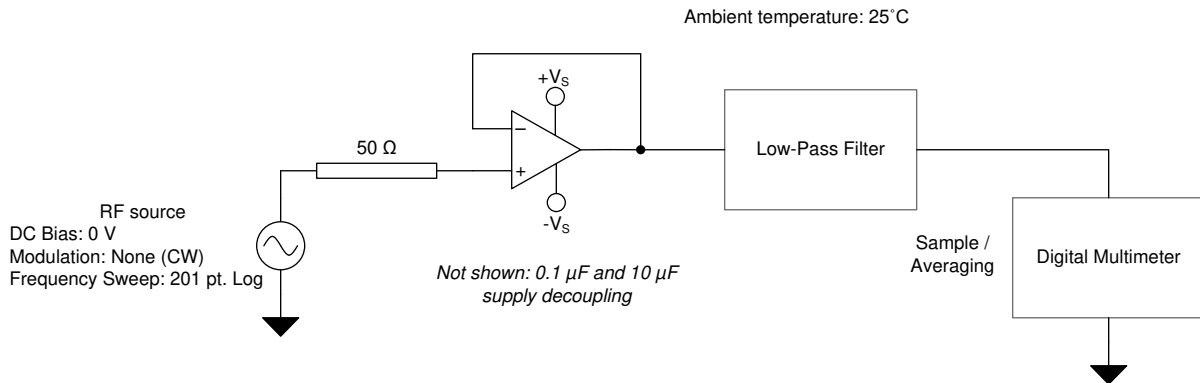 Ambient temperature: 25˚C
+VS
−
50 Ω
Low-Pass Filter
+
RF source
-VS
DC Bias: 0 V
Modulation: None (CW)
Frequency Sweep: 201 pt. Log
Not shown: 0.1 µF and 10 µF
supply decoupling
Sample /
Averaging
Digital Multimeter